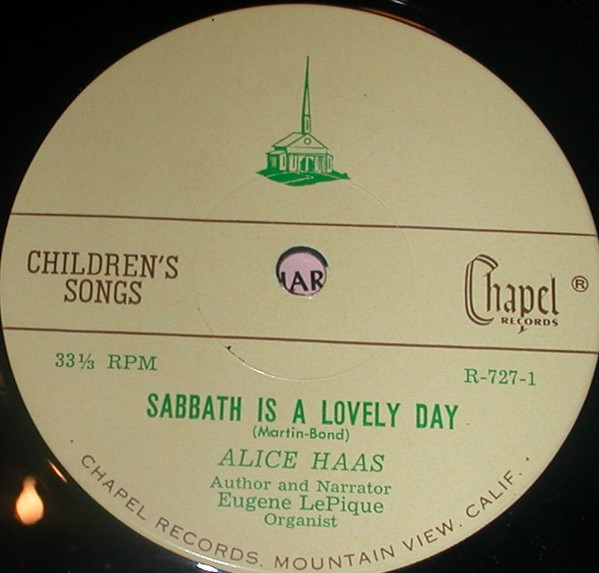 CHILDREN'S
SONGS
Chapel ®
RECORDS
33⅓ RPM
R-727-1
SABBATH IS A LOVELY DAY
(Martin-Bond)
ALICE HAAS
Author and Narrator
Eugene LePique
Organist
CHAPEL RECORDS. MOUNTAIN VIEW. CALIF.